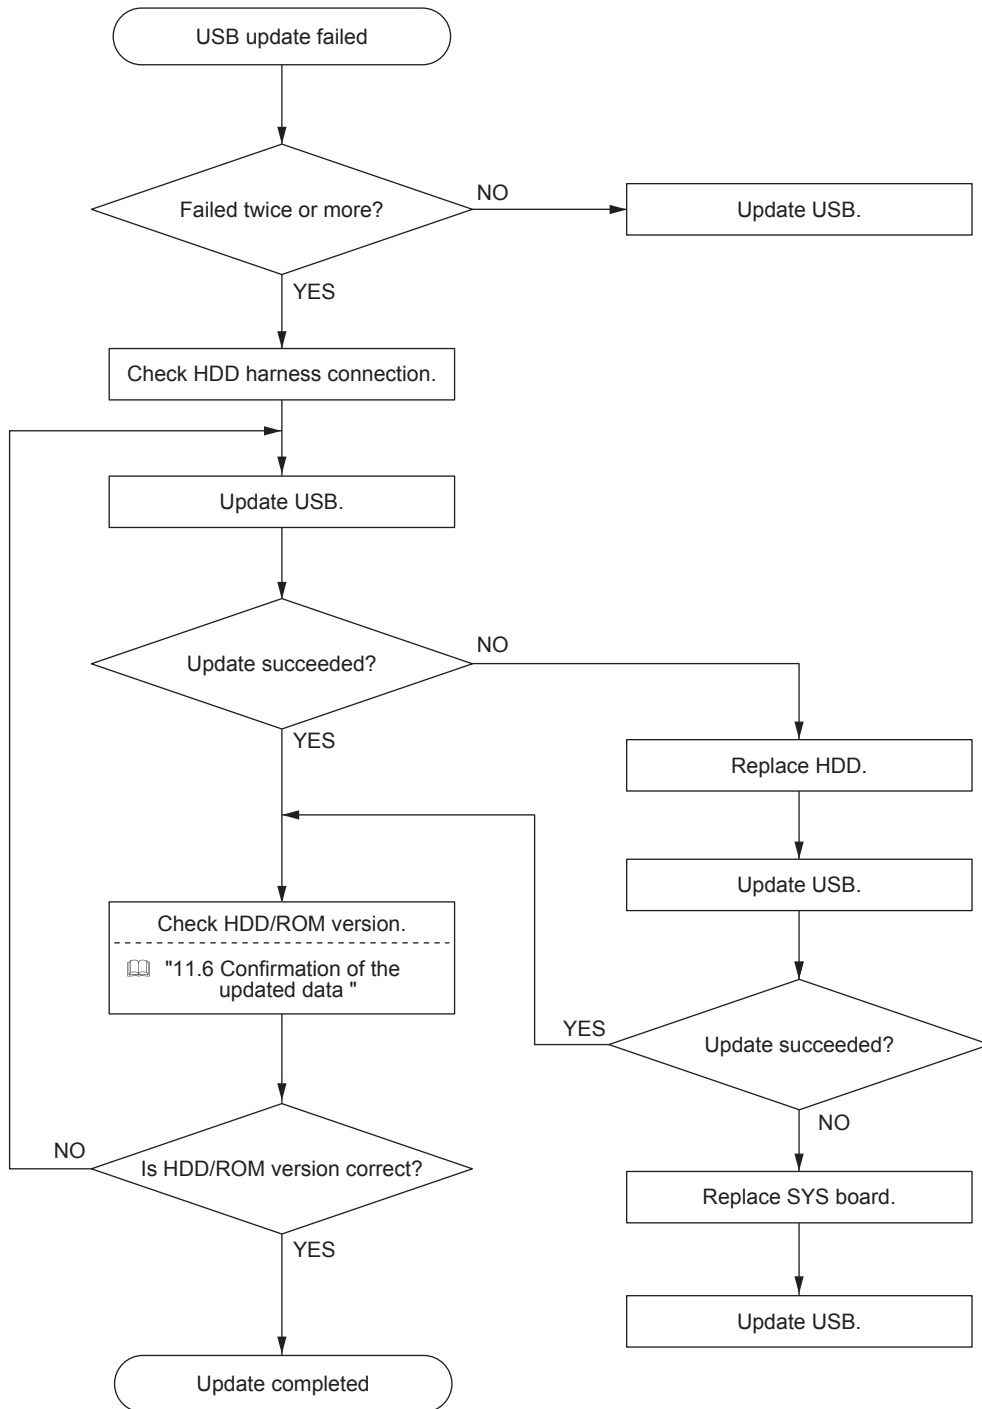 USB update failed
Failed twice or more?
NO
Update USB.
YES
Check HDD harness connection.
Update USB.
Update succeeded?
NO
YES
Replace HDD.
Update USB.
Check HDD/ROM version.
"11.6 Confirmation of the
updated data "
YES
Update succeeded?
NO
NO
Is HDD/ROM version correct?
Replace SYS board.
YES
Update USB.
Update completed